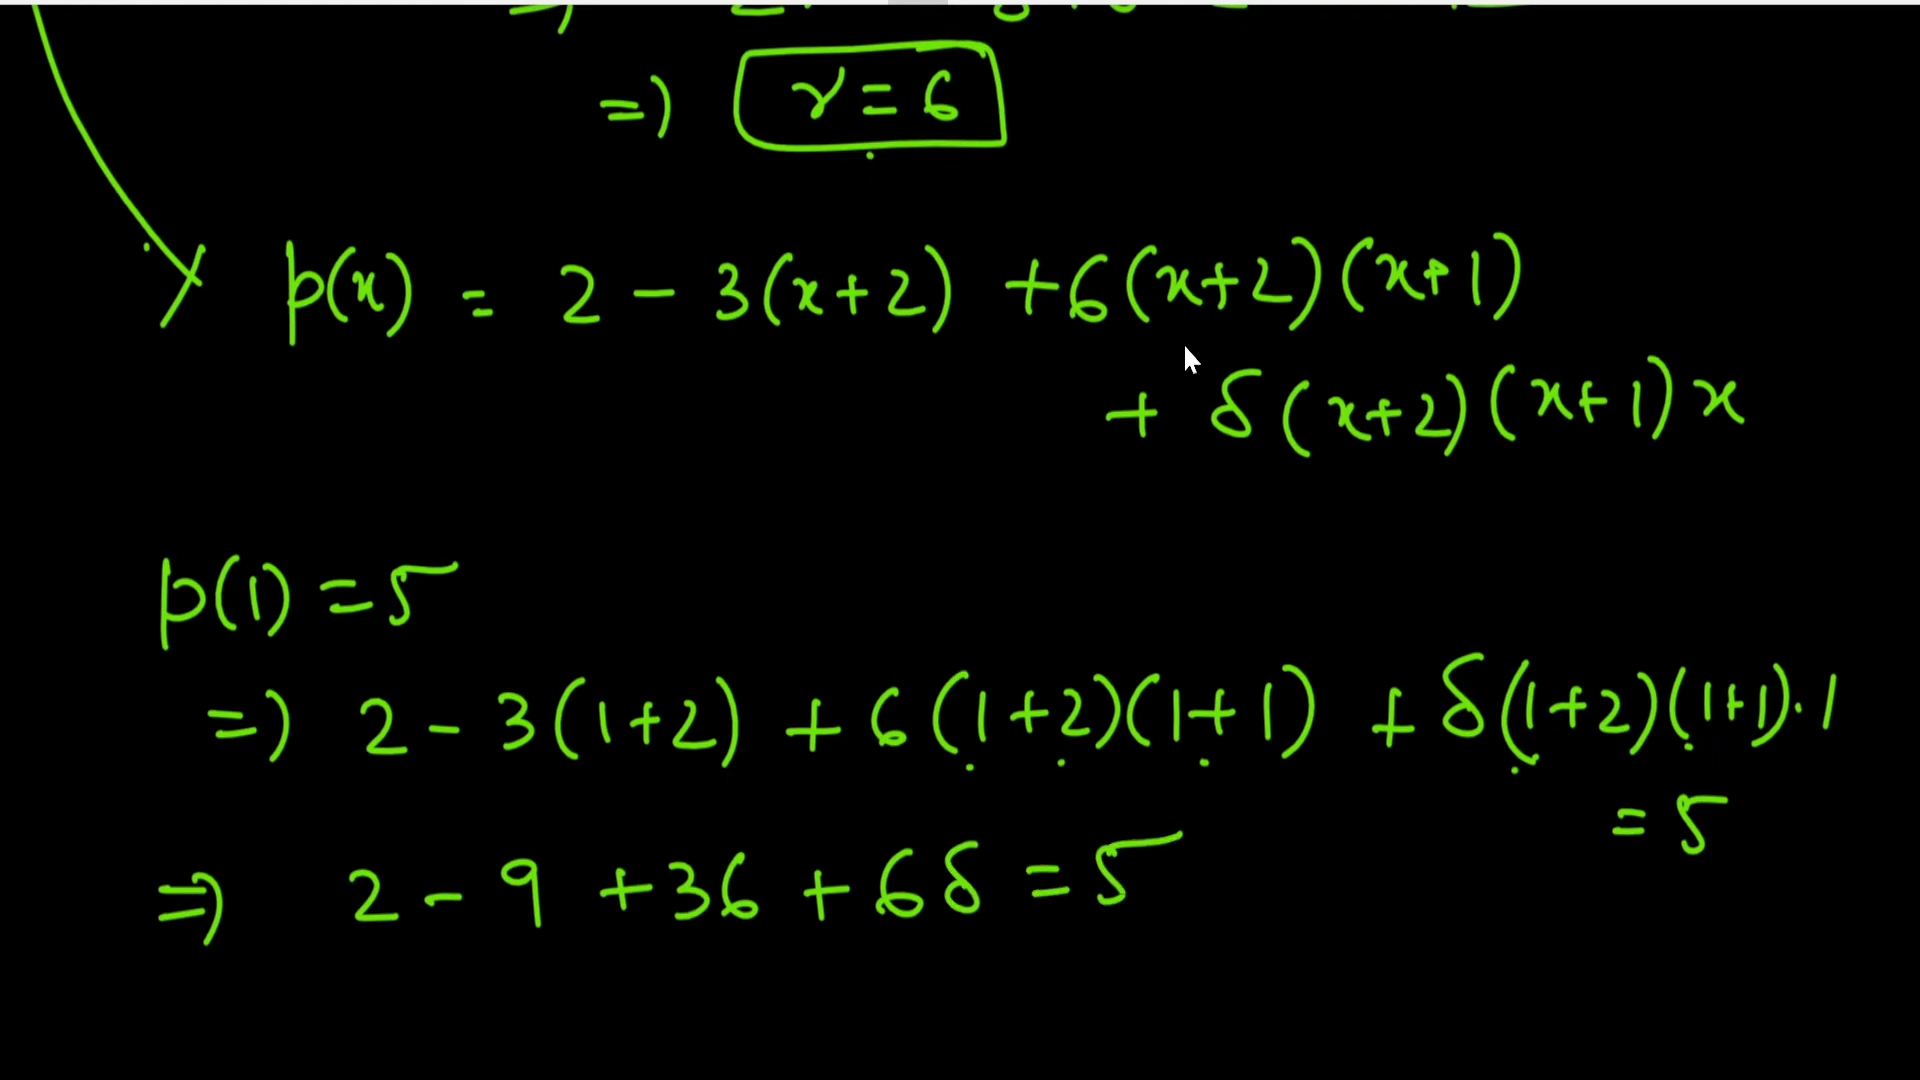 =) γ = 6
p(x) = 2 - 3(x+2) + 6(x+2)(x+1)
+ δ(x+2)(x+1)x
p(1) = 5
=) 2 - 3(1+2) + 6(1+2)(1+1) + δ(1+2)(1+1).1
= 5
=) 2 - 9 + 36 + 6δ = 5